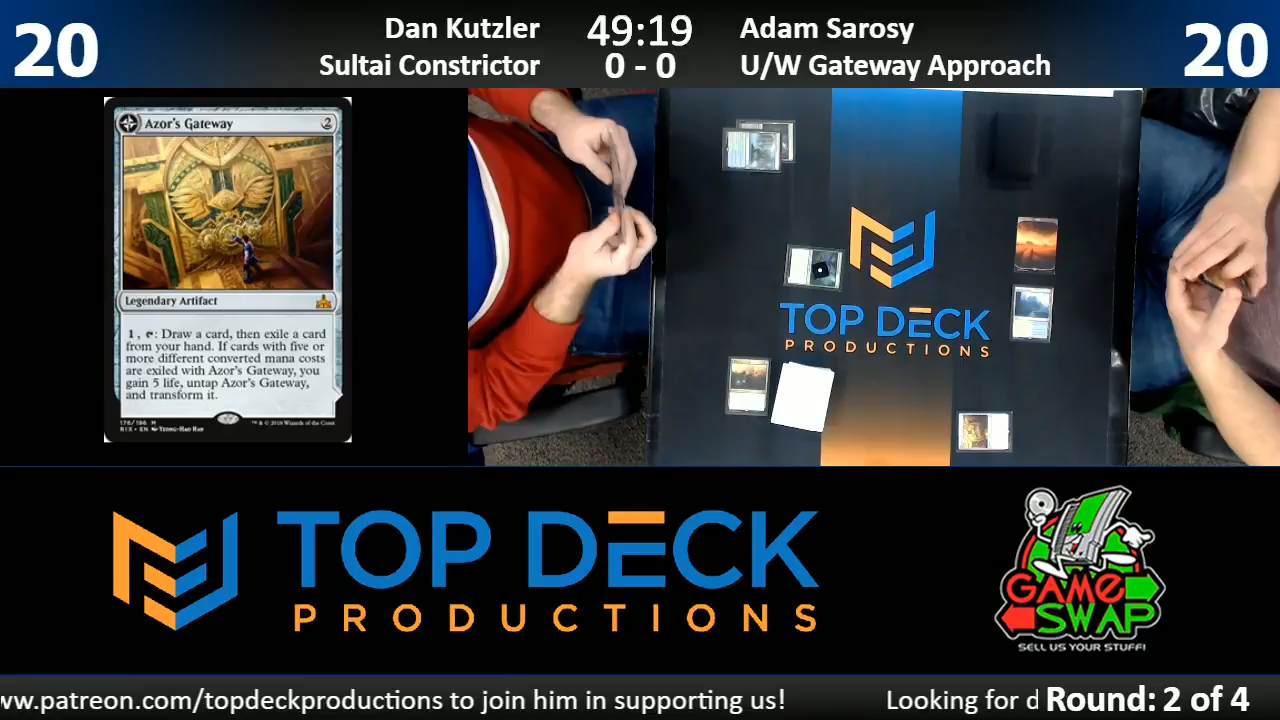 20
Dan Kutzler
Sultai Constrictor
49:19
0 - 0
Adam Sarosy
U/W Gateway Approach
20
Azor's Gateway 2
Legendary Artifact
1, T: Draw a card, then exile a card
from your hand. If cards with five or
more different converted mana costs
are exiled with Azor's Gateway, you
gain 5 life, untap Azor's Gateway,
and transform it.
176/196 M
RIX • EN
TOP DECK
PRODUCTIONS
TOP DECK
PRODUCTIONS
GAME
SWAP
SELL US YOUR STUFF!
ww.patreon.com/topdeckproductions to join him in supporting us!
Looking for d
Round: 2 of 4